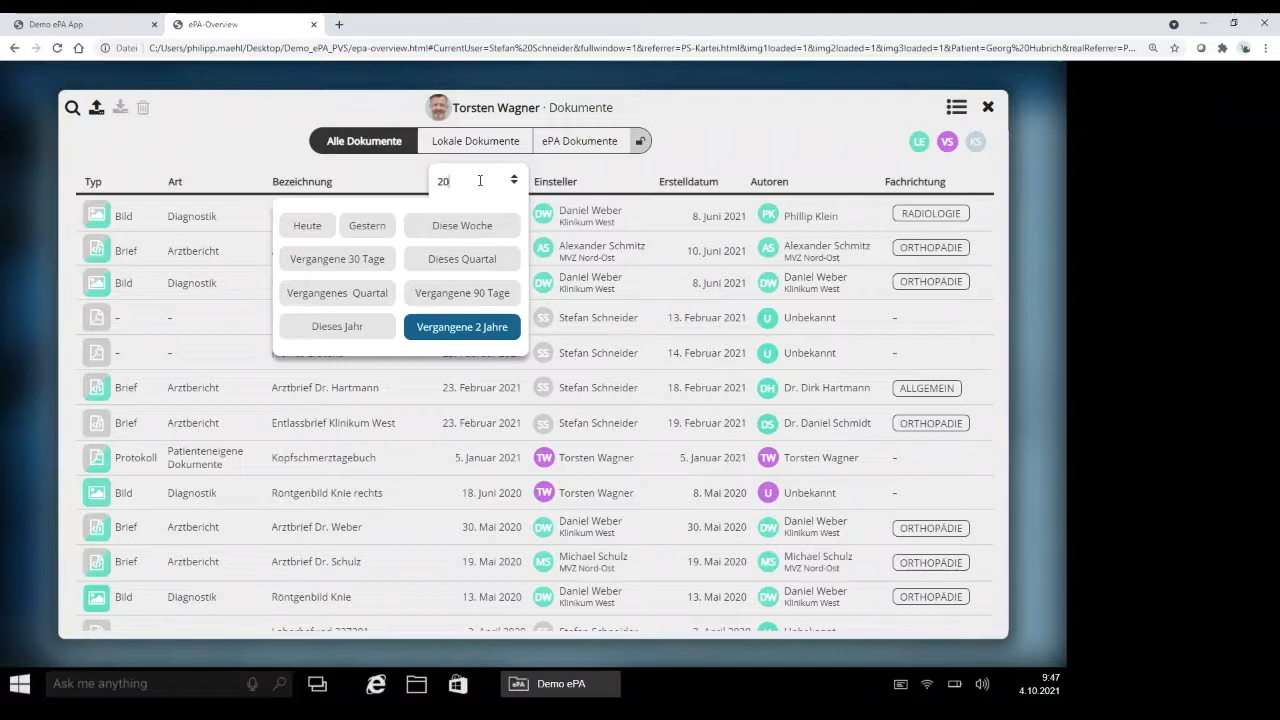 Demo ePA App
ePA-Overview
Datei
C:/Users/philipp.maehl/Desktop/Demo_ePA_PVS/epa-overview.html#CurrentUser=Stefan%20Schneider&fullwindow=1&referrer=PS-Kartei.html&img1loaded=1&img2loaded=1&img3loaded=1&Patient=Georg%20Hubrich&realReferrer=P...
Torsten Wagner · Dokumente
Alle Dokumente Lokale Dokumente ePA Dokumente
LE VS KS
Typ Art Bezeichnung 20 Einsteller Erstelldatum Autoren Fachrichtung
Heute Gestern Diese Woche
Vergangene 30 Tage Dieses Quartal
Vergangenes Quartal Vergangene 90 Tage
Dieses Jahr Vergangene 2 Jahre
Bild Diagnostik DW Daniel Weber Klinikum West 8. Juni 2021 PK Phillip Klein RADIOLOGIE
Brief Arztbericht AS Alexander Schmitz MVZ Nord-Ost 10. Juni 2021 AS Alexander Schmitz MVZ Nord-Ost ORTHOPÄDIE
Bild Diagnostik DW Daniel Weber Klinikum West 8. Juni 2021 DW Daniel Weber Klinikum West ORTHOPÄDIE
– – SS Stefan Schneider 13. Februar 2021 U Unbekannt –
– – SS Stefan Schneider 14. Februar 2021 U Unbekannt –
Brief Arztbericht Arztbrief Dr. Hartmann 23. Februar 2021 SS Stefan Schneider 18. Februar 2021 DH Dr. Dirk Hartmann ALLGEMEIN
Brief Arztbericht Entlassbrief Klinikum West 23. Februar 2021 SS Stefan Schneider 19. Februar 2021 DS Dr. Daniel Schmidt ORTHOPÄDIE
Protokoll Patienteneigene Dokumente Kopfschmerztagebuch 5. Januar 2021 TW Torsten Wagner 5. Januar 2021 TW Torsten Wagner –
Bild Diagnostik Röntgenbild Knie rechts 18. Juni 2020 TW Torsten Wagner 8. Mai 2020 U Unbekannt –
Brief Arztbericht Arztbrief Dr. Weber 30. Mai 2020 DW Daniel Weber Klinikum West 30. Mai 2020 DW Daniel Weber Klinikum West ORTHOPÄDIE
Brief Arztbericht Arztbrief Dr. Schulz 19. Mai 2020 MS Michael Schulz MVZ Nord-Ost 19. Mai 2020 MS Michael Schulz MVZ Nord-Ost ORTHOPÄDIE
Bild Diagnostik Röntgenbild Knie 13. Mai 2020 DW Daniel Weber Klinikum West 13. Mai 2020 DW Daniel Weber Klinikum West ORTHOPÄDIE
Ask me anything
ePA Demo ePA
9:47
4.10.2021